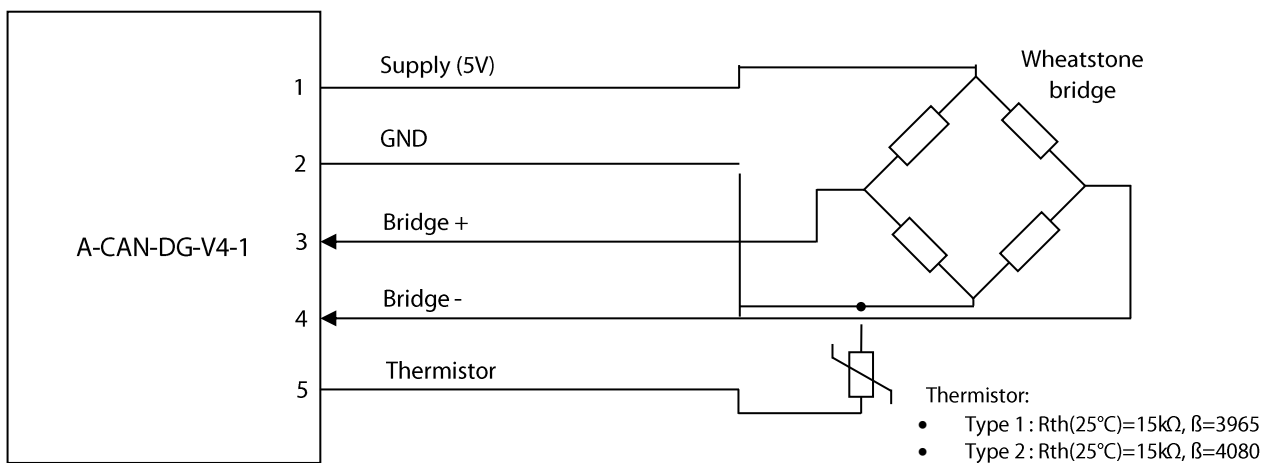 Supply (5V)
Wheatstone
bridge
1
GND
2
Bridge +
A-CAN-DG-V4-1
3
Bridge -
4
Thermistor
5
Thermistor:
• Type 1 : Rth(25°C)=15kΩ, ß=3965
• Type 2 : Rth(25°C)=15kΩ, ß=4080